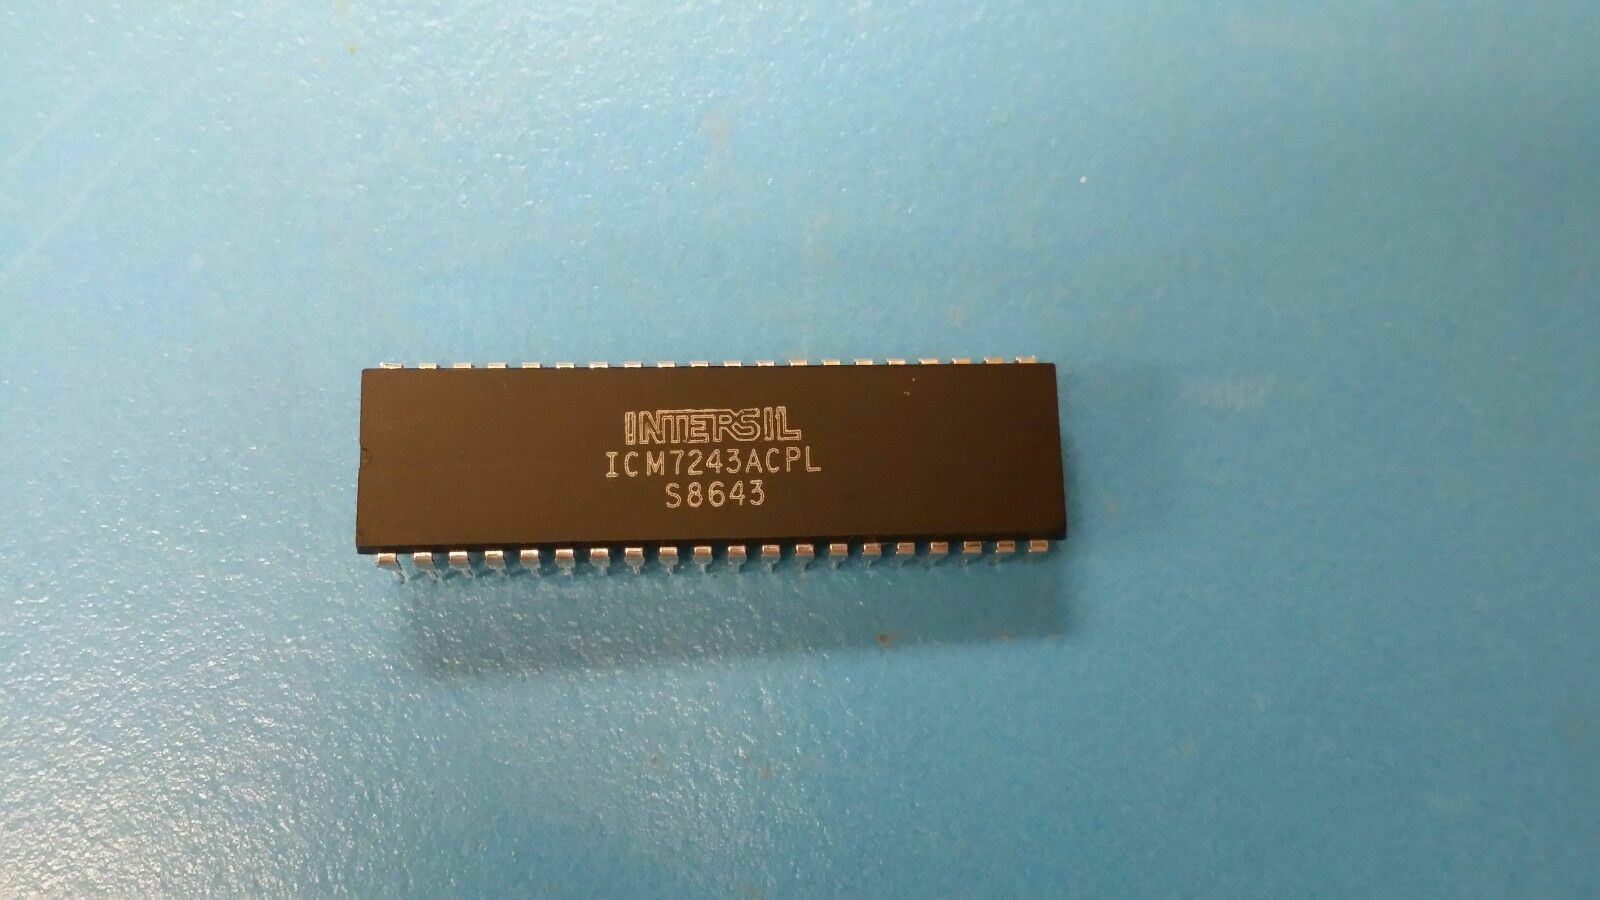 INTERSIL
ICM7243ACPL
S8643